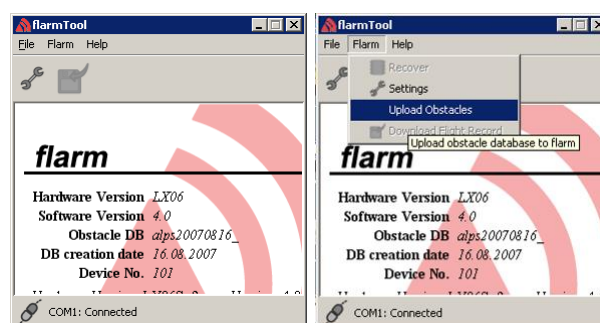 flarmTool
File Flarm Help
flarm
Hardware Version LX06
Software Version 4.0
Obstacle DB alps20070816_
DB creation date 16.08.2007
Device No. 101
COM1: Connected
flarmTool
File Flarm Help
Recover
Settings
Upload Obstacles
Download Flight Record
Upload obstacle database to flarm
flarm
Hardware Version LX06
Software Version 4.0
Obstacle DB alps20070816_
DB creation date 16.08.2007
Device No. 101
COM1: Connected